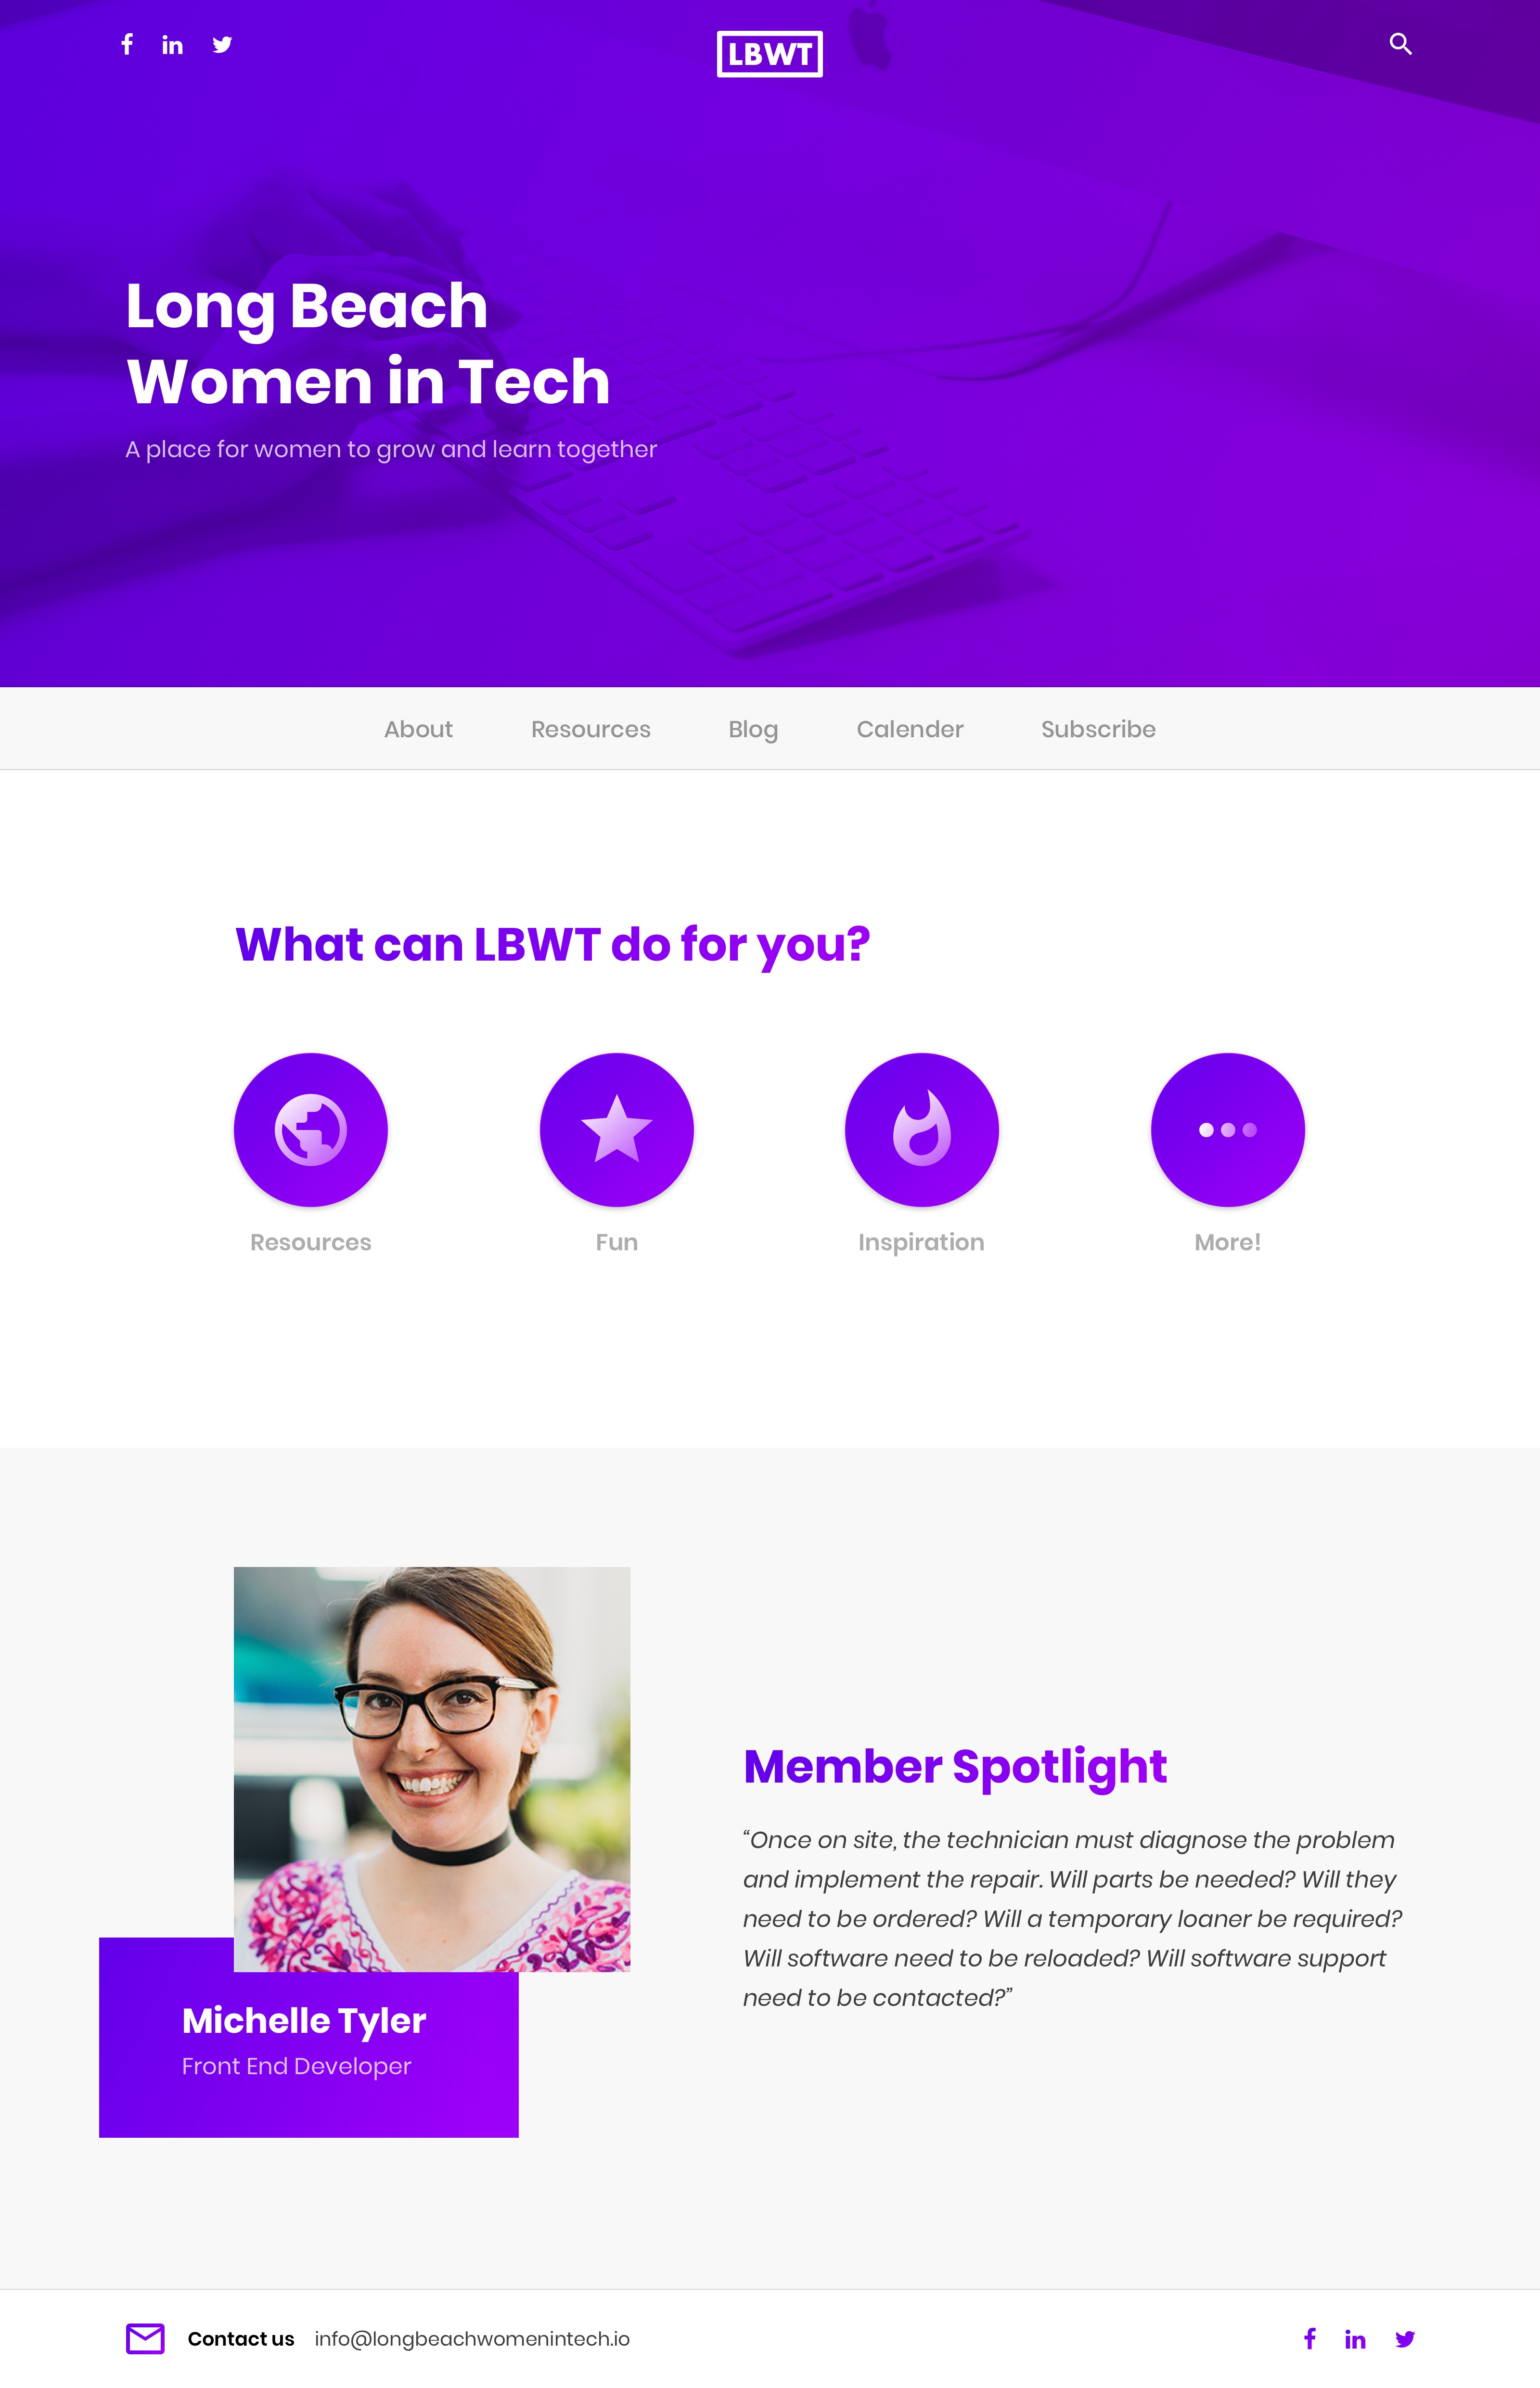 LBWT
Long Beach
Women in Tech
A place for women to grow and learn together
About Resources Blog Calender Subscribe
What can LBWT do for you?
Resources Fun Inspiration More!
Member Spotlight
“Once on site, the technician must diagnose the problem
and implement the repair. Will parts be needed? Will they
need to be ordered? Will a temporary loaner be required?
Will software need to be reloaded? Will software support
need to be contacted?”
Michelle Tyler
Front End Developer
Contact us info@longbeachwomenintech.io